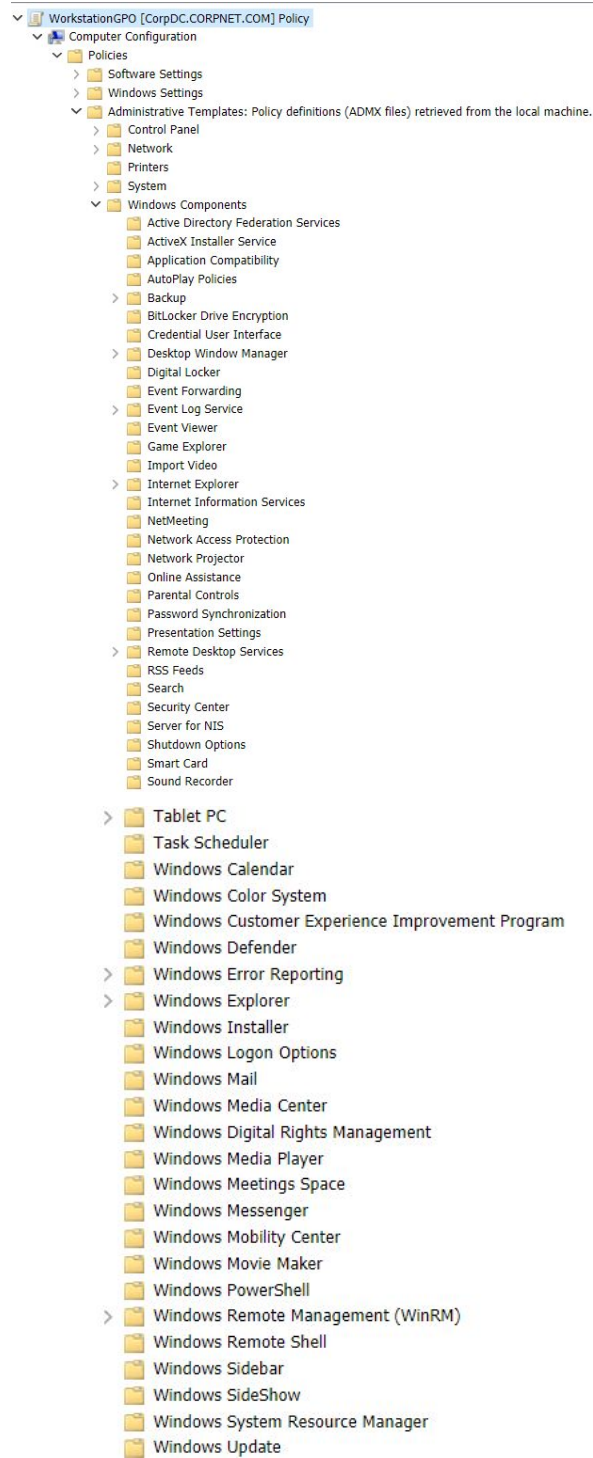 WorkstationGPO [CorpDC.CORPNET.COM] Policy
Computer Configuration
Policies
Software Settings
Windows Settings
Administrative Templates: Policy definitions (ADMX files) retrieved from the local machine.
Control Panel
Network
Printers
System
Windows Components
Active Directory Federation Services
ActiveX Installer Service
Application Compatibility
AutoPlay Policies
Backup
BitLocker Drive Encryption
Credential User Interface
Desktop Window Manager
Digital Locker
Event Forwarding
Event Log Service
Event Viewer
Game Explorer
Import Video
Internet Explorer
Internet Information Services
NetMeeting
Network Access Protection
Network Projector
Online Assistance
Parental Controls
Password Synchronization
Presentation Settings
Remote Desktop Services
RSS Feeds
Search
Security Center
Server for NIS
Shutdown Options
Smart Card
Sound Recorder
Tablet PC
Task Scheduler
Windows Calendar
Windows Color System
Windows Customer Experience Improvement Program
Windows Defender
Windows Error Reporting
Windows Explorer
Windows Installer
Windows Logon Options
Windows Mail
Windows Media Center
Windows Digital Rights Management
Windows Media Player
Windows Meetings Space
Windows Messenger
Windows Mobility Center
Windows Movie Maker
Windows PowerShell
Windows Remote Management (WinRM)
Windows Remote Shell
Windows Sidebar
Windows SideShow
Windows System Resource Manager
Windows Update